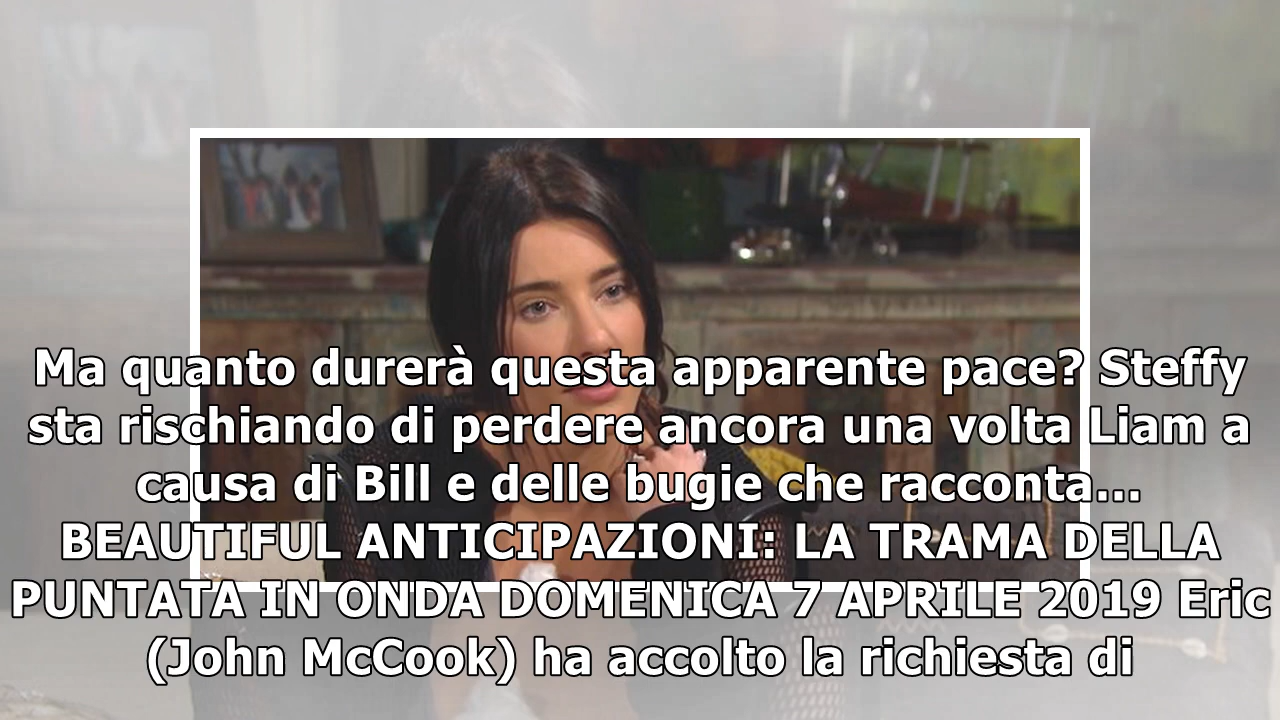 Ma quanto durerà questa apparente pace? Steffy
sta rischiando di perdere ancora una volta Liam a
causa di Bill e delle bugie che racconta...
BEAUTIFUL ANTICIPAZIONI: LA TRAMA DELLA
PUNTATA IN ONDA DOMENICA 7 APRILE 2019 Eric
(John McCook) ha accolto la richiesta di